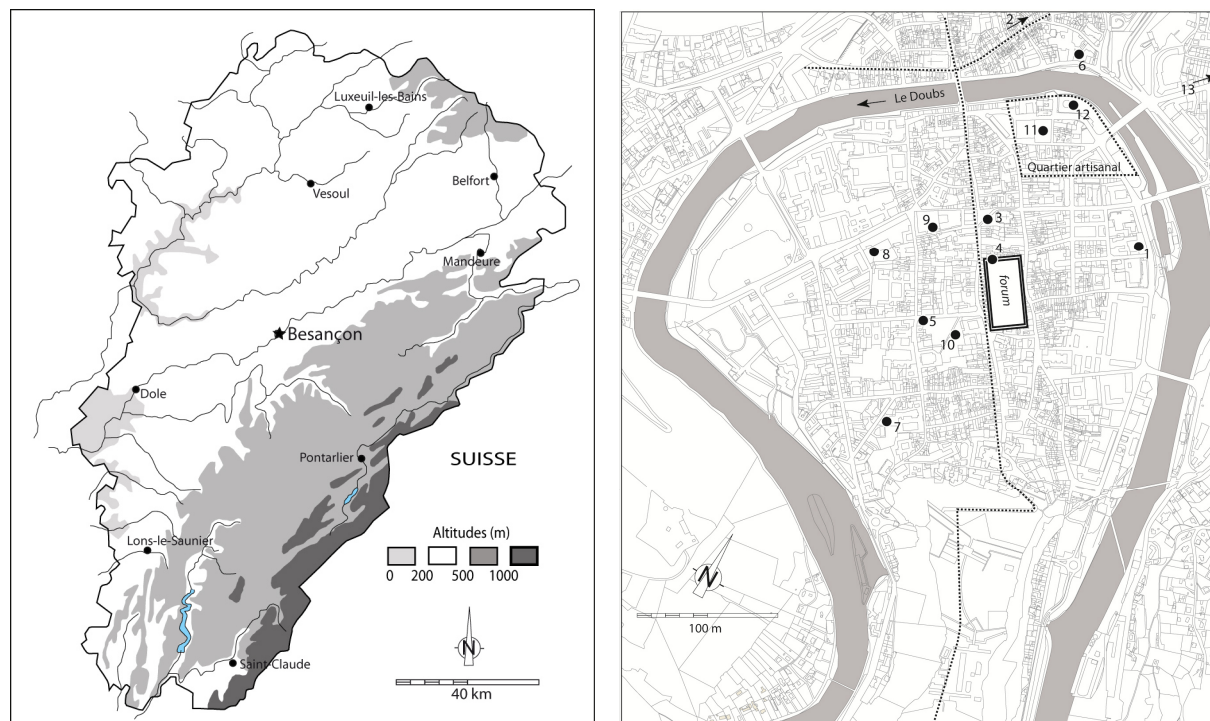 Luxeuil-les-Bains
Vesoul
Belfort
Mandeure
Besançon
Dole
Pontarlier
SUISSE
Altitudes (m)
0 200 500 1000
Lons-le-Saunier
N
Saint-Claude
40 km
2
6
13
Le Doubs
12
11
Quartier artisanal
3
9
4
8
1
forum
5
10
7
N
100 m